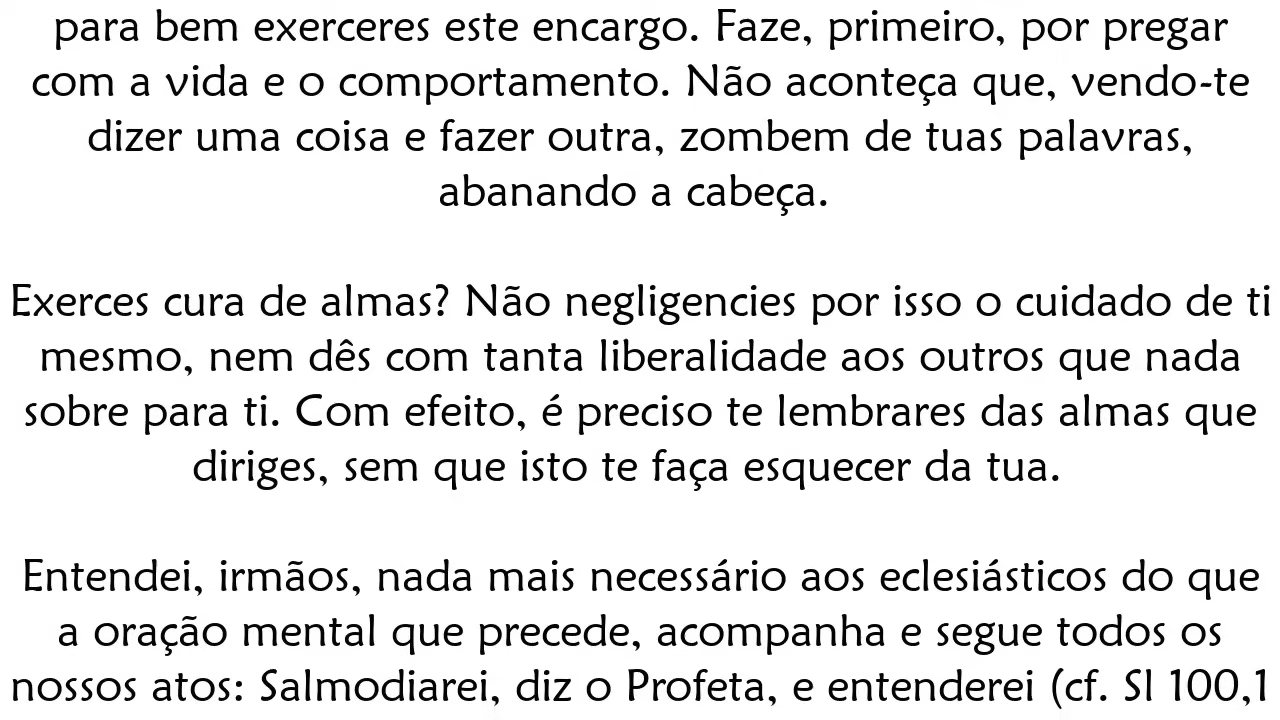 para bem exerceres este encargo. Faze, primeiro, por pregar
com a vida e o comportamento. Não aconteça que, vendo-te
dizer uma coisa e fazer outra, zombem de tuas palavras,
abanando a cabeça.
Exerces cura de almas? Não negligencies por isso o cuidado de ti
mesmo, nem dês com tanta liberalidade aos outros que nada
sobre para ti. Com efeito, é preciso te lembrares das almas que
diriges, sem que isto te faça esquecer da tua.
Entendei, irmãos, nada mais necessário aos eclesiásticos do que
a oração mental que precede, acompanha e segue todos os
nossos atos: Salmodiarei, diz o Profeta, e entenderei (cf. Sl 100,1